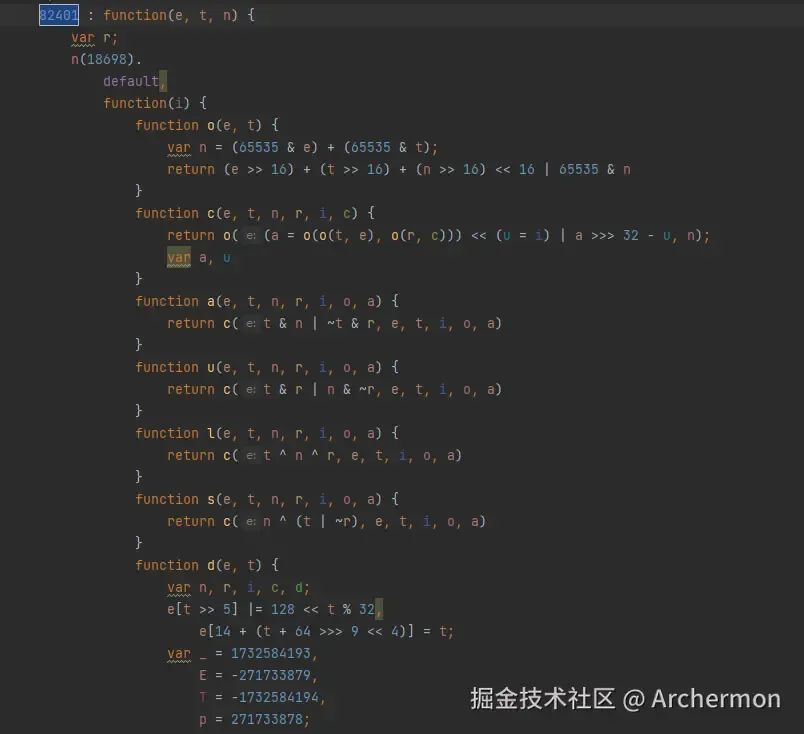 82401 : function(e, t, n) {
var r;
n(18698).
default,
function(i) {
function o(e, t) {
var n = (65535 & e) + (65535 & t);
return (e >> 16) + (t >> 16) + (n >> 16) << 16 | 65535 & n
}
function c(e, t, n, r, i, c) {
return o( e: (a = o(o(t, e), o(r, c))) << (u = i) | a >>> 32 - u, n);
var a, u
}
function a(e, t, n, r, i, o, a) {
return c( e: t & n | ~t & r, e, t, i, o, a)
}
function u(e, t, n, r, i, o, a) {
return c( e: t & r | n & ~r, e, t, i, o, a)
}
function l(e, t, n, r, i, o, a) {
return c( e: t ^ n ^ r, e, t, i, o, a)
}
function s(e, t, n, r, i, o, a) {
return c( e: n ^ (t | ~r), e, t, i, o, a)
}
function d(e, t) {
var n, r, i, c, d;
e[t >> 5] |= 128 << t % 32,
e[14 + (t + 64 >>> 9 << 4)] = t;
var _ = 1732584193,
E = -271733879,
T = -1732584194,
p = 271733878;
掘金技术社区 @ Archermon